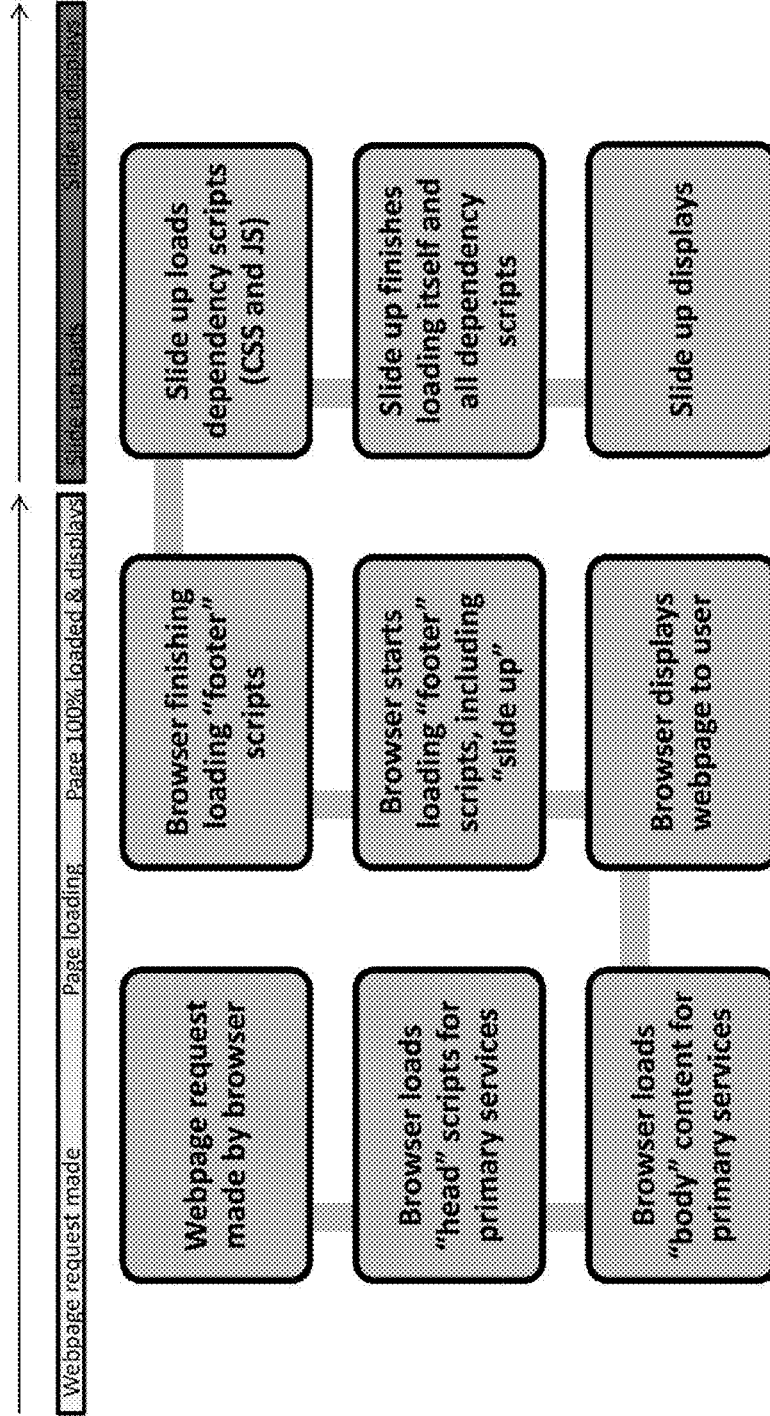 Webpage request made
Page loading
Page 100% loaded & displays
Slide up loads
Slide up displays
Webpage request
made by browser
Browser loads
“head” scripts for
primary services
Browser loads
“body” content for
primary services
Browser displays
webpage to user
Browser starts
loading “footer”
scripts, including
“slide up”
Browser finishing
loading “footer”
scripts
Slide up loads
dependency scripts
(CSS and JS)
Slide up finishes
loading itself and
all dependency
scripts
Slide up displays